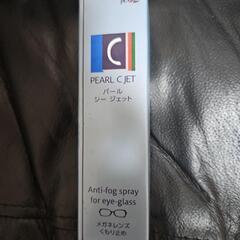 C
PEARL C JET
パール
シー ジェット
Anti-fog spray
for eye-glass
メガネレンズ
くもり止め